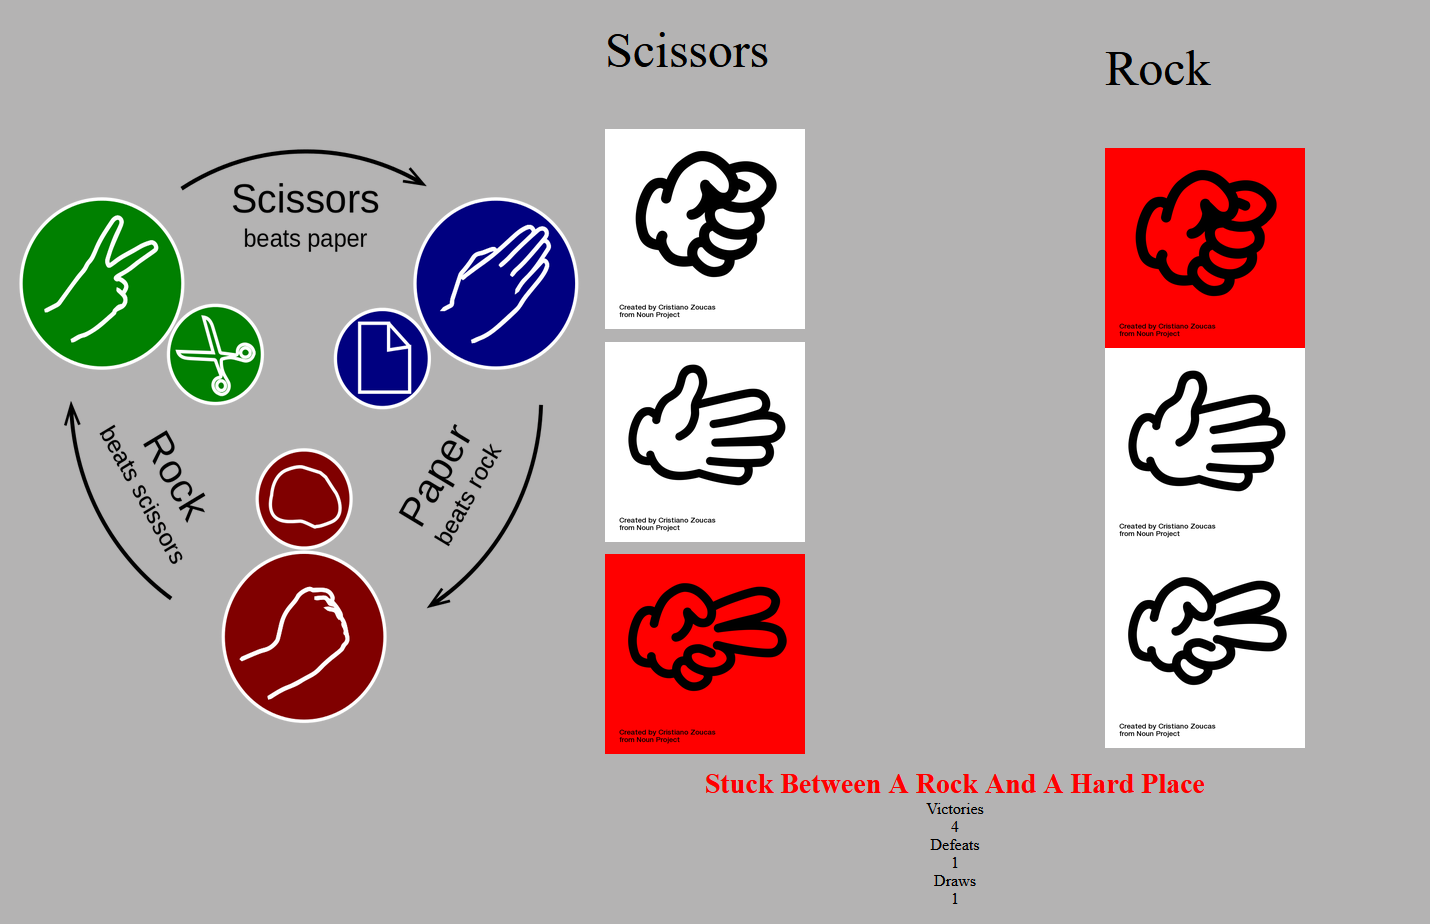 Scissors
beats paper
Rock
beats scissors
Paper
beats rock
Scissors
Created by Cristiano Zoucas
from Noun Project
Created by Cristiano Zoucas
from Noun Project
Created by Cristiano Zoucas
from Noun Project
Rock
Created by Cristiano Zoucas
from Noun Project
Created by Cristiano Zoucas
from Noun Project
Created by Cristiano Zoucas
from Noun Project
Stuck Between A Rock And A Hard Place
Victories
4
Defeats
1
Draws
1